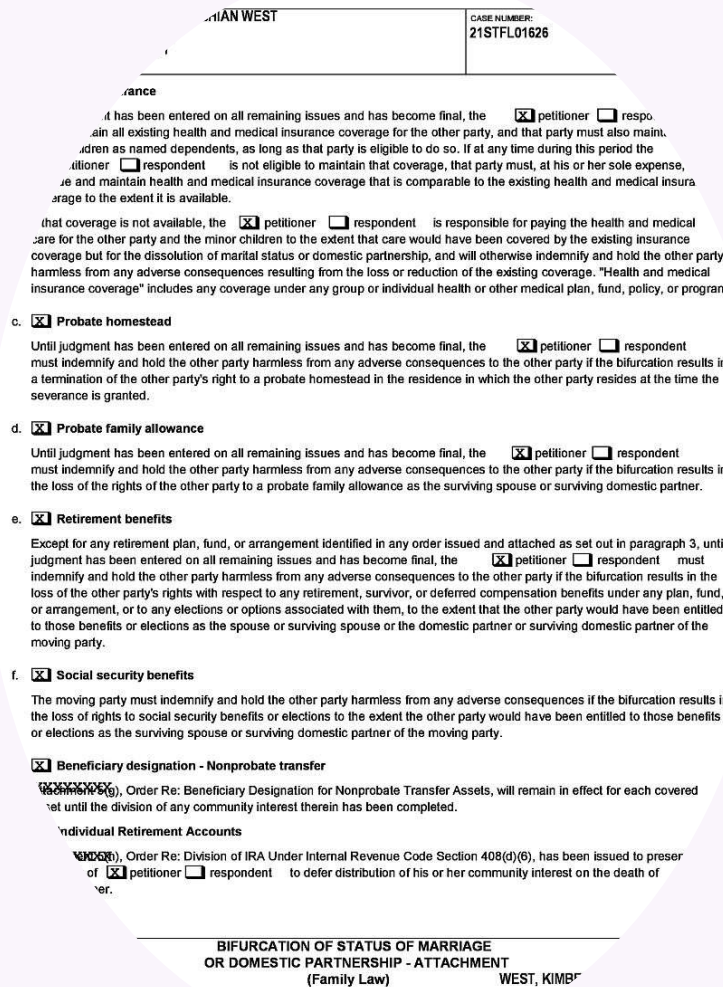 HIAN WEST
CASE NUMBER:
21STFL01626
rance
it has been entered on all remaining issues and has become final, the X petitioner respo
ain all existing health and medical insurance coverage for the other party, and that party must also maint
ldren as named dependents, as long as that party is eligible to do so. If at any time during this period the
titioner respondent is not eligible to maintain that coverage, that party must, at his or her sole expense,
e and maintain health and medical insurance coverage that is comparable to the existing health and medical insura
erage to the extent it is available.
that coverage is not available, the X petitioner respondent is responsible for paying the health and medical
care for the other party and the minor children to the extent that care would have been covered by the existing insurance
coverage but for the dissolution of marital status or domestic partnership, and will otherwise indemnify and hold the other party
harmless from any adverse consequences resulting from the loss or reduction of the existing coverage. "Health and medical
insurance coverage" includes any coverage under any group or individual health or other medical plan, fund, policy, or program
c. X Probate homestead
Until judgment has been entered on all remaining issues and has become final, the X petitioner respondent
must indemnify and hold the other party harmless from any adverse consequences to the other party if the bifurcation results in
a termination of the other party's right to a probate homestead in the residence in which the other party resides at the time the
severance is granted.
d. X Probate family allowance
Until judgment has been entered on all remaining issues and has become final, the X petitioner respondent
must indemnify and hold the other party harmless from any adverse consequences to the other party if the bifurcation results in
the loss of the rights of the other party to a probate family allowance as the surviving spouse or surviving domestic partner.
e. X Retirement benefits
Except for any retirement plan, fund, or arrangement identified in any order issued and attached as set out in paragraph 3, unti
judgment has been entered on all remaining issues and has become final, the X petitioner respondent must
indemnify and hold the other party harmless from any adverse consequences to the other party if the bifurcation results in the
loss of the other party's rights with respect to any retirement, survivor, or deferred compensation benefits under any plan, fund,
or arrangement, or to any elections or options associated with them, to the extent that the other party would have been entitled
to those benefits or elections as the spouse or surviving spouse or the domestic partner or surviving domestic partner of the
moving party.
f. X Social security benefits
The moving party must indemnify and hold the other party harmless from any adverse consequences if the bifurcation results i
the loss of rights to social security benefits or elections to the extent the other party would have been entitled to those benefits
or elections as the surviving spouse or surviving domestic partner of the moving party.
X Beneficiary designation - Nonprobate transfer
(g), Order Re: Beneficiary Designation for Nonprobate Transfer Assets, will remain in effect for each covered
set until the division of any community interest therein has been completed.
Individual Retirement Accounts
), Order Re: Division of IRA Under Internal Revenue Code Section 408(d)(6), has been issued to preser
of X petitioner respondent to defer distribution of his or her community interest on the death of
er.
BIFURCATION OF STATUS OF MARRIAGE
OR DOMESTIC PARTNERSHIP - ATTACHMENT
(Family Law) WEST, KIMBE